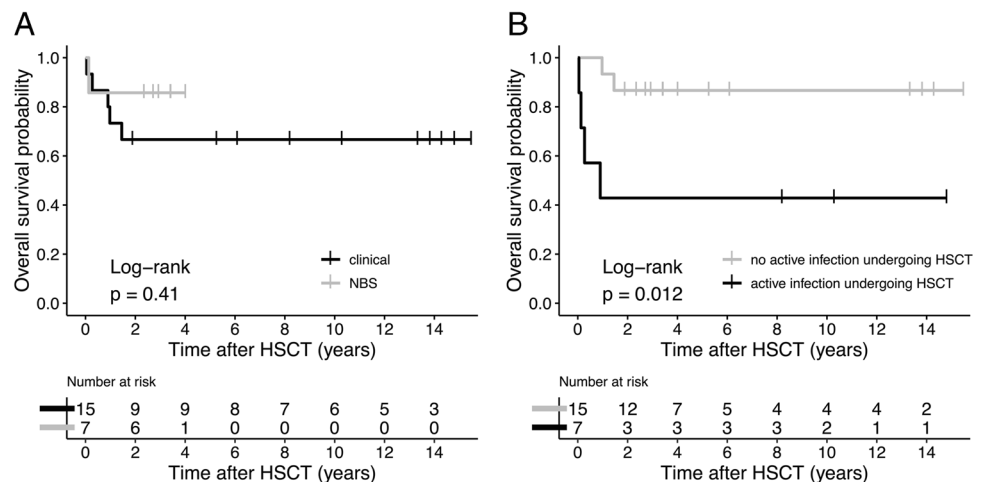 A
Overall survival probability
1.0
0.8
0.6
0.4
0.2
0.0
Log–rank
p = 0.41
clinical
NBS
0 2 4 6 8 10 12 14
Time after HSCT (years)
Number at risk
15 9 9 8 7 6 5 3
7 6 1 0 0 0 0 0
0 2 4 6 8 10 12 14
Time after HSCT (years)
B
Overall survival probability
1.0
0.8
0.6
0.4
0.2
0.0
Log–rank
p = 0.012
no active infection undergoing HSCT
active infection undergoing HSCT
0 2 4 6 8 10 12 14
Time after HSCT (years)
Number at risk
15 12 7 5 4 4 4 2
7 3 3 3 3 2 1 1
0 2 4 6 8 10 12 14
Time after HSCT (years)